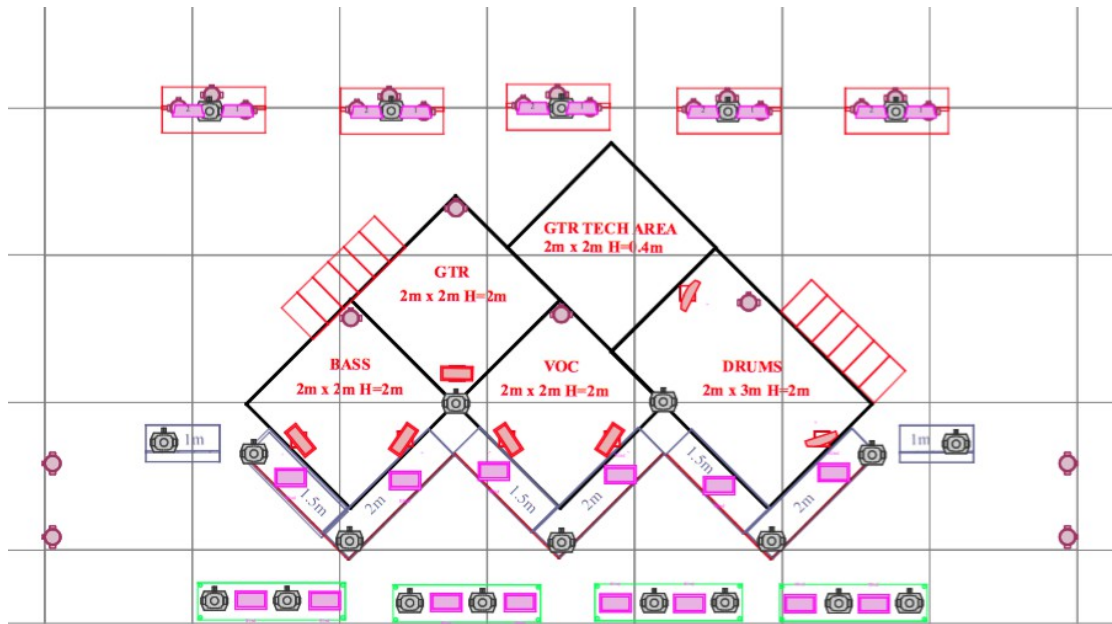 GTR TECH AREA
2m x 2m H=0.4m
GTR
2m x 2m H=2m
BASS
2m x 2m H=2m
VOC
2m x 2m H=2m
DRUMS
2m x 3m H=2m
1m
1m
1.5m
2m
1.5m
2m
1.5m
2m